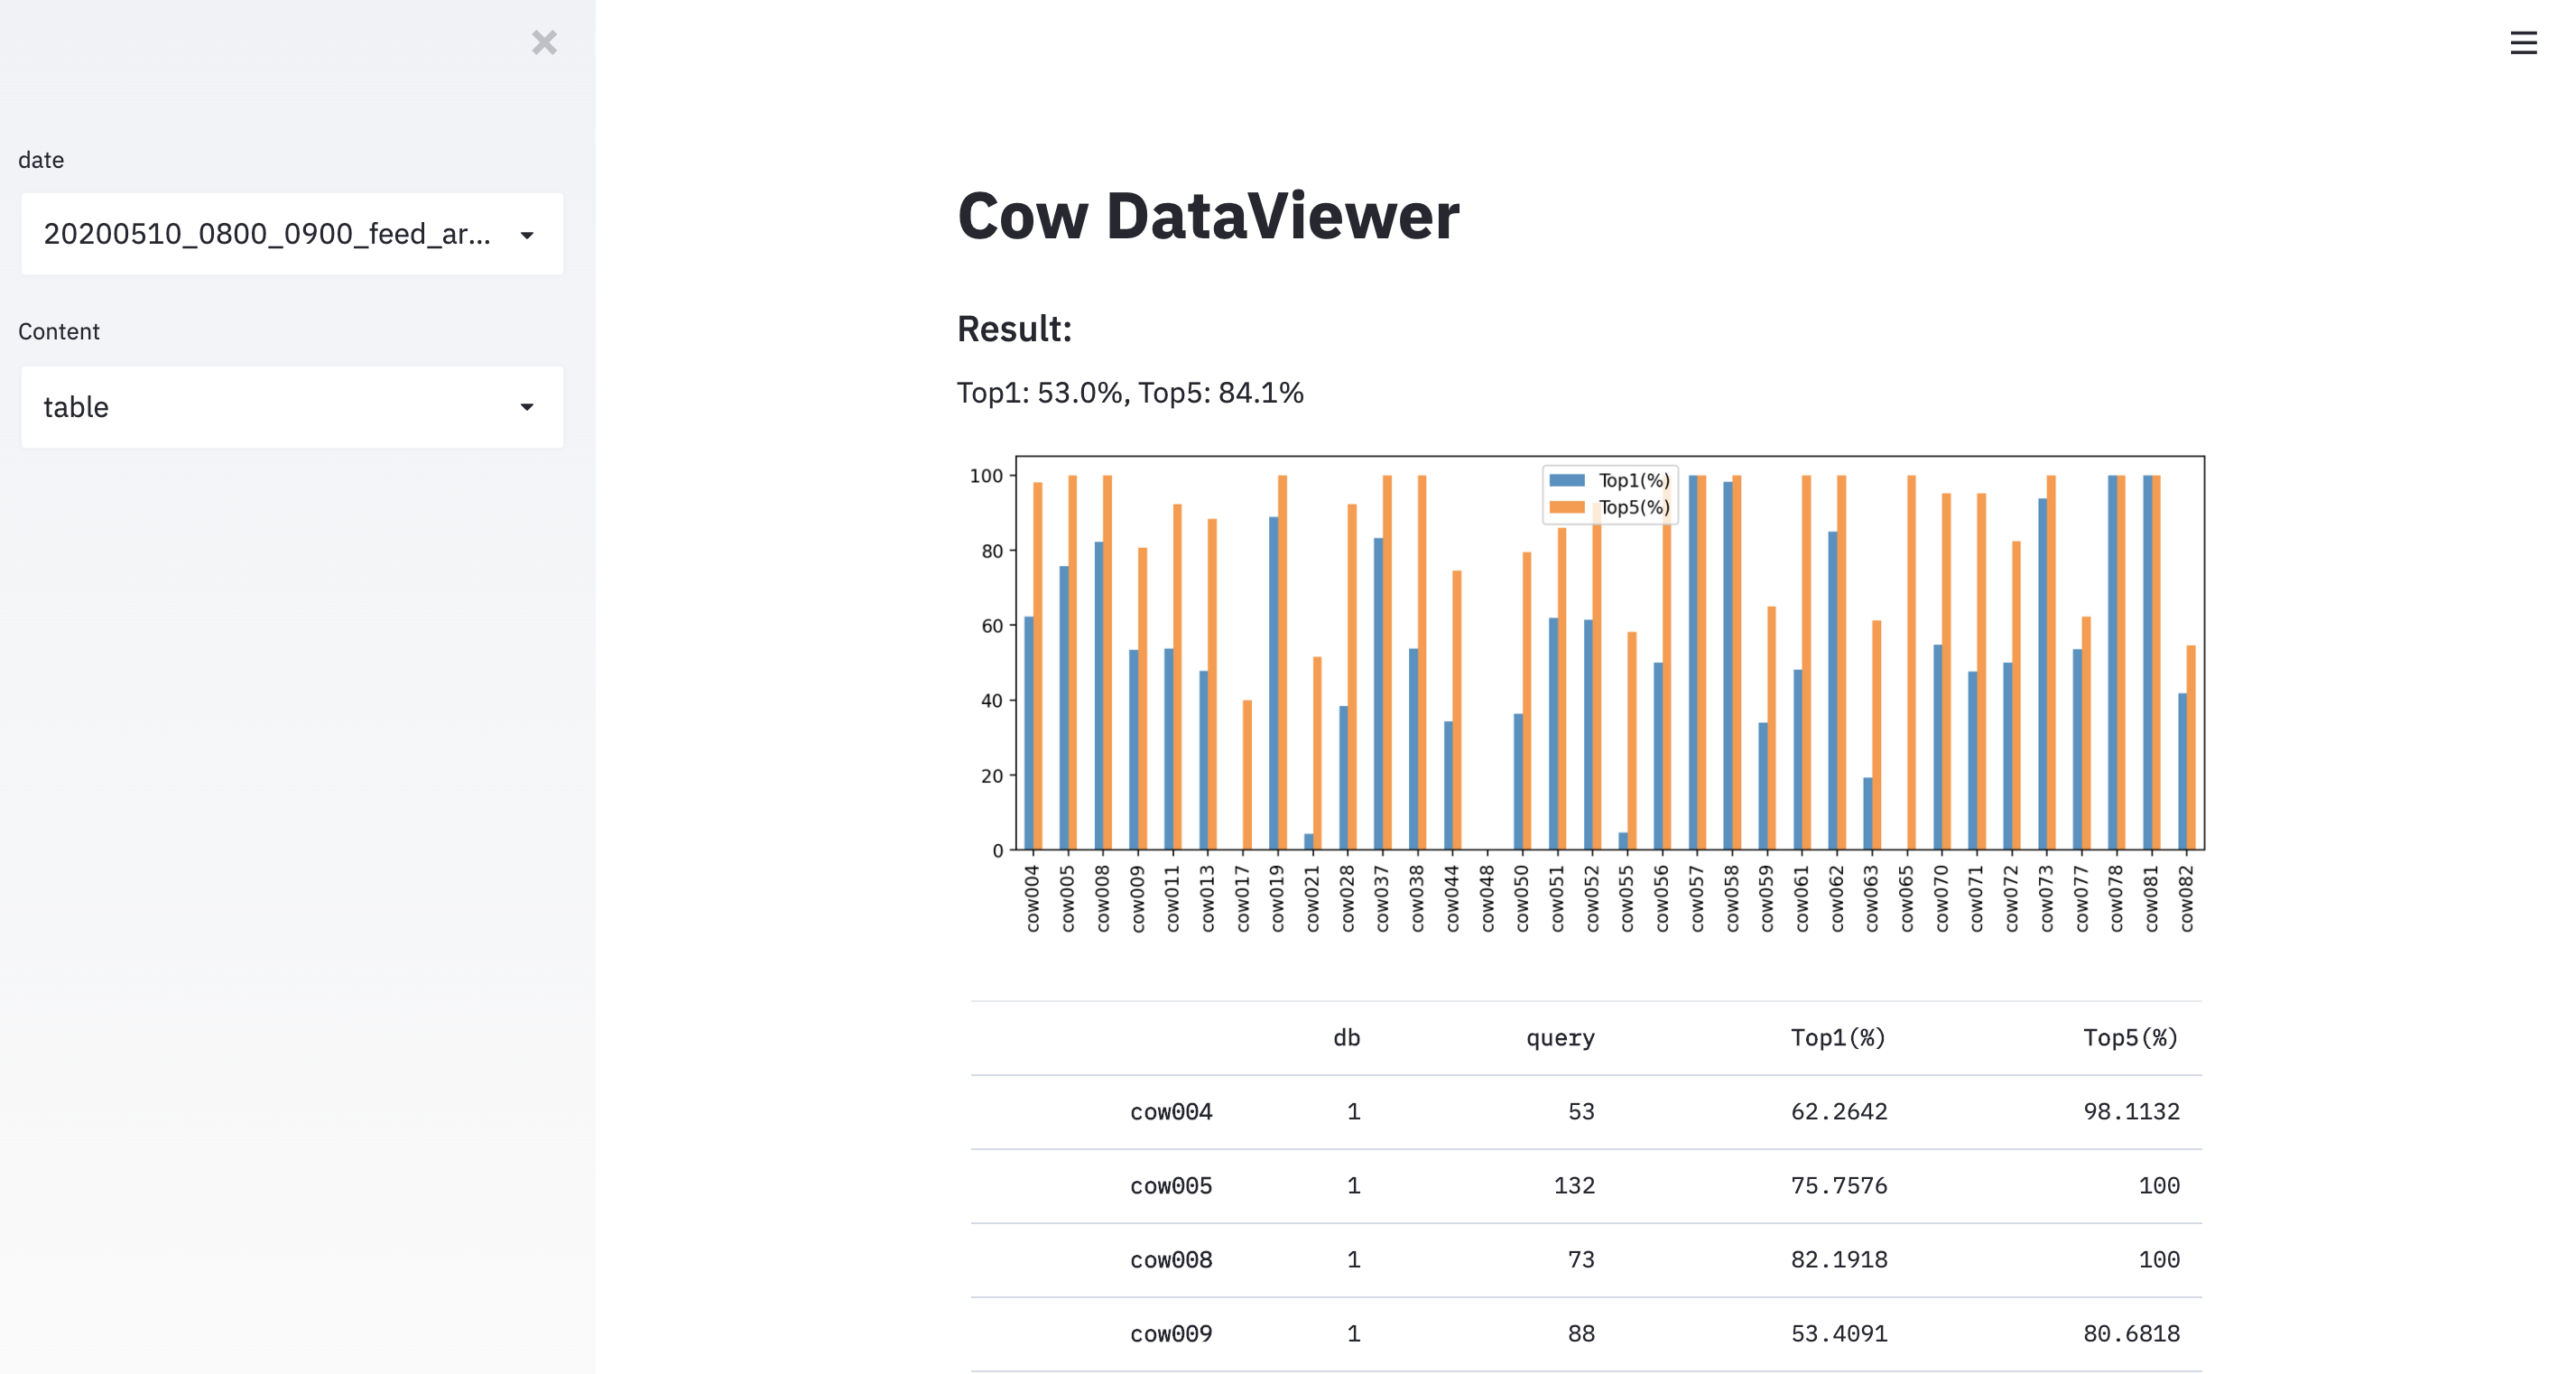 date
20200510_0800_0900_feed_ar...
Content
table
Cow DataViewer
Result:
Top1: 53.0%, Top5: 84.1%
Top1(%)
Top5(%)
100
80
60
40
20
0
cow004 cow005 cow008 cow009 cow011 cow013 cow017 cow019 cow021 cow028 cow037 cow038 cow044 cow048 cow050 cow051 cow052 cow055 cow056 cow057 cow058 cow059 cow061 cow062 cow063 cow065 cow070 cow071 cow072 cow073 cow077 cow078 cow081 cow082
db query Top1(%) Top5(%)
cow004 1 53 62.2642 98.1132
cow005 1 132 75.7576 100
cow008 1 73 82.1918 100
cow009 1 88 53.4091 80.6818